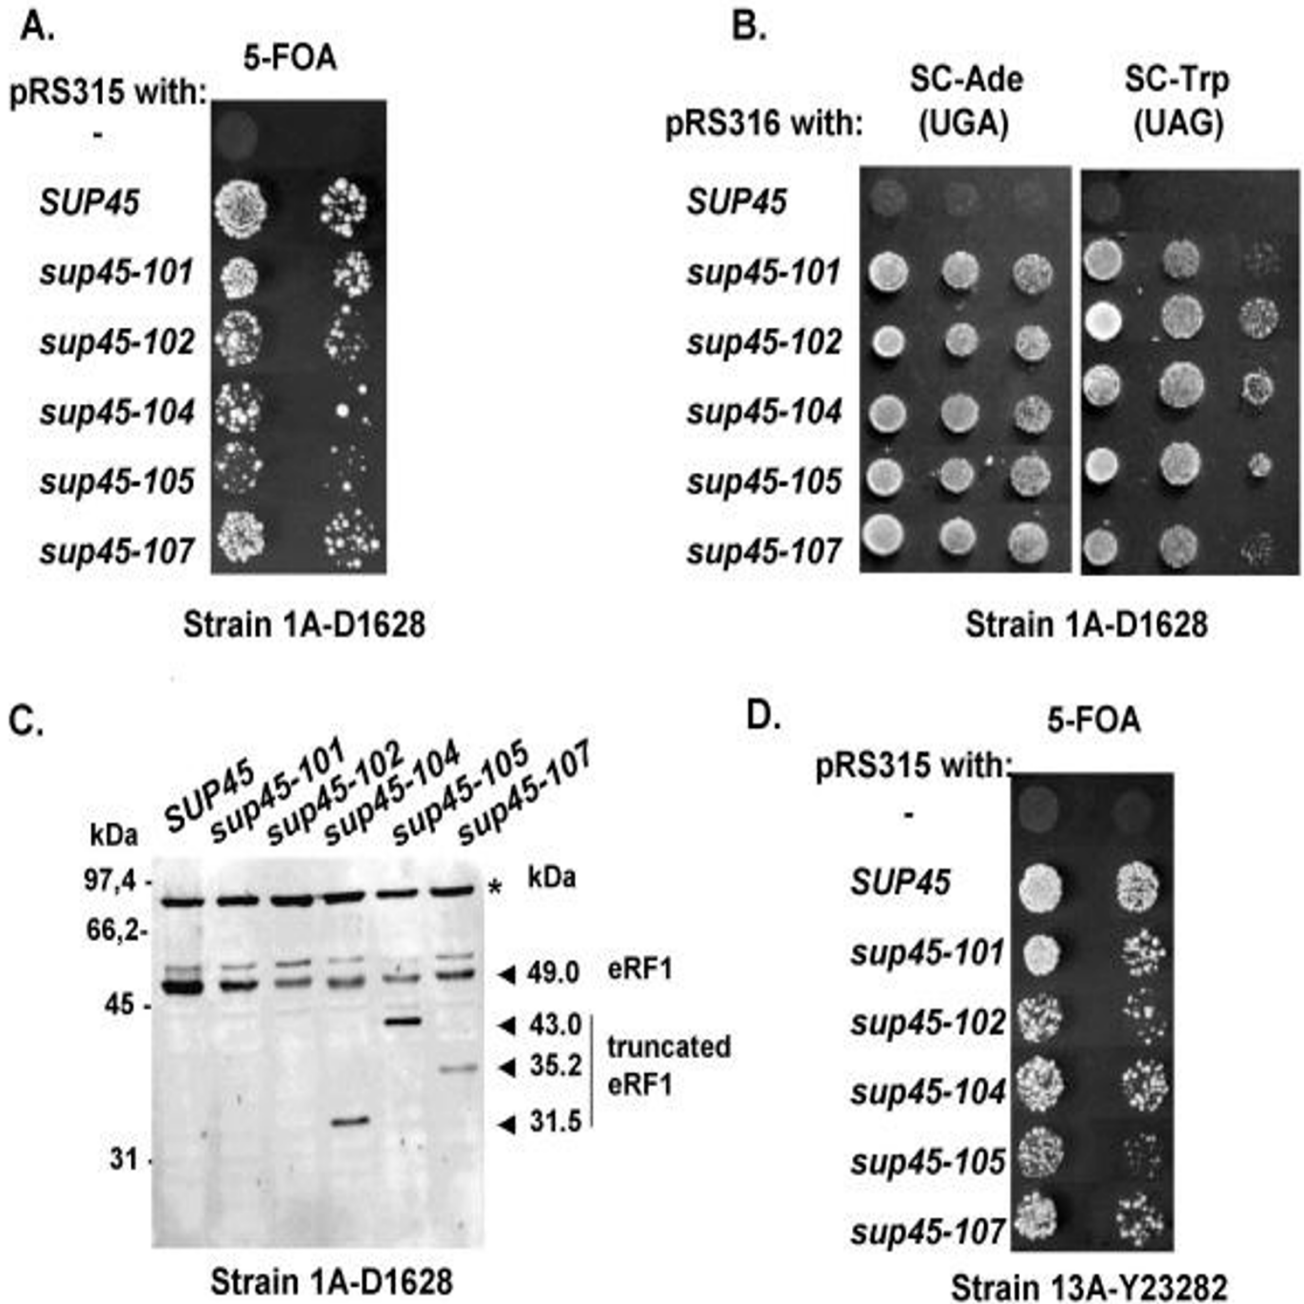 A.
5-FOA
pRS315 with:
-
SUP45
sup45-101
sup45-102
sup45-104
sup45-105
sup45-107
Strain 1A-D1628
B.
SC-Ade SC-Trp
pRS316 with: (UGA) (UAG)
SUP45
sup45-101
sup45-102
sup45-104
sup45-105
sup45-107
Strain 1A-D1628
C.
SUP45 sup45-101 sup45-102 sup45-104 sup45-105 sup45-107
kDa
97,4 -
66,2-
45 -
31 -
* kDa
49.0 eRF1
43.0
35.2
31.5
truncated
eRF1
Strain 1A-D1628
D.
5-FOA
pRS315 with:
-
SUP45
sup45-101
sup45-102
sup45-104
sup45-105
sup45-107
Strain 13A-Y23282